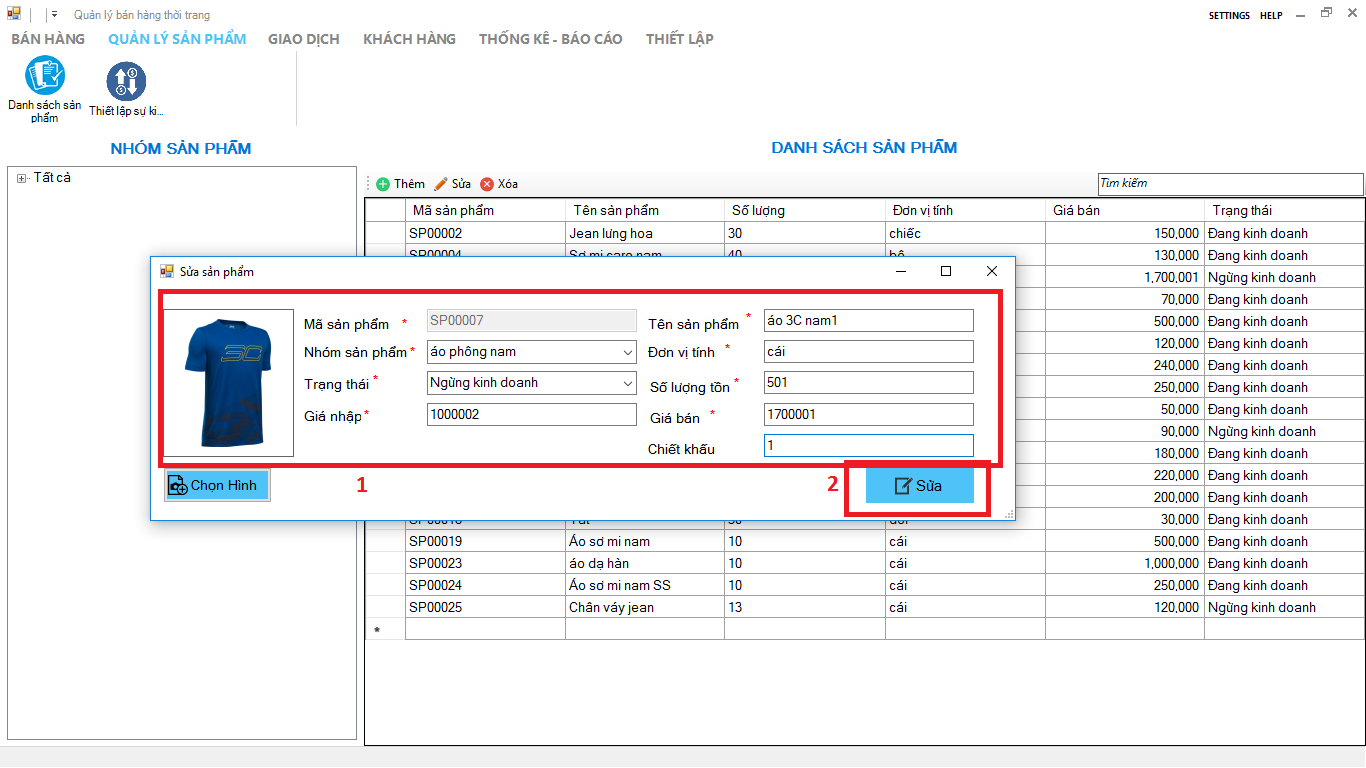 Quản lý bán hàng thời trang
SETTINGS HELP
BÁN HÀNG QUẢN LÝ SẢN PHẨM GIAO DỊCH KHÁCH HÀNG THỐNG KÊ - BÁO CÁO THIẾT LẬP
Danh sách sản
phẩm
Thiết lập sự ki...
NHÓM SẢN PHẨM
Tất cả
DANH SÁCH SẢN PHẨM
Thêm Sửa Xóa
Tìm kiếm
Mã sản phẩm Tên sản phẩm Số lượng Đơn vị tính Giá bán Trạng thái
SP00002 Jean lưng hoa 30 chiếc 150,000 Đang kinh doanh
SP00004 Sơ mi caro nam 40 bộ 130,000 Đang kinh doanh
1,700,001 Ngừng kinh doanh
70,000 Đang kinh doanh
500,000 Đang kinh doanh
120,000 Đang kinh doanh
240,000 Đang kinh doanh
250,000 Đang kinh doanh
50,000 Đang kinh doanh
90,000 Ngừng kinh doanh
180,000 Đang kinh doanh
220,000 Đang kinh doanh
200,000 Đang kinh doanh
30,000 Đang kinh doanh
SP00019 Áo sơ mi nam 10 cái 500,000 Đang kinh doanh
SP00023 áo dạ hàn 10 cái 1,000,000 Đang kinh doanh
SP00024 Áo sơ mi nam SS 10 cái 250,000 Đang kinh doanh
SP00025 Chân váy jean 13 cái 120,000 Ngừng kinh doanh
*
Sửa sản phẩm
3C
Mã sản phẩm * SP00007 Tên sản phẩm * áo 3C nam1
Nhóm sản phẩm * áo phông nam Đơn vị tính * cái
Trạng thái * Ngừng kinh doanh Số lượng tồn * 501
Giá nhập * 1000002 Giá bán * 1700001
Chiết khấu 1
Chọn Hình 1 2 Sửa